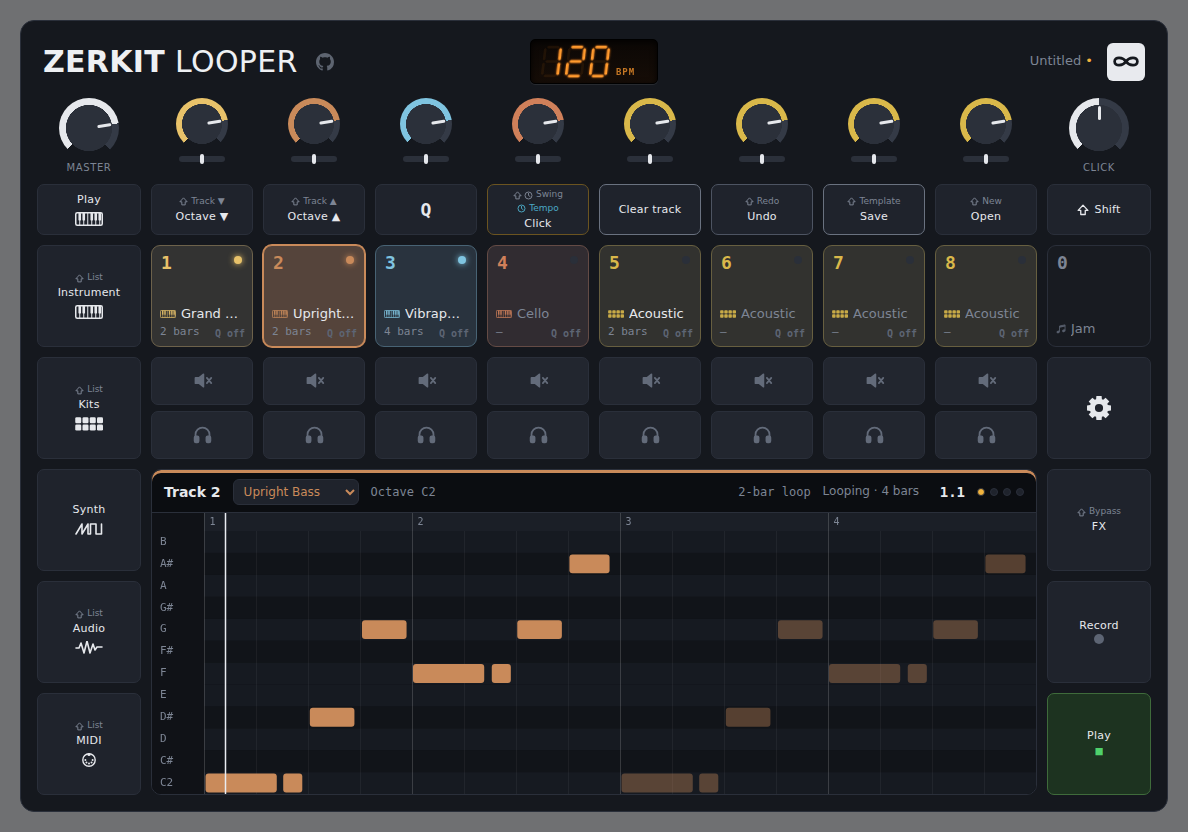 ZERKIT LOOPER
120 BPM
Untitled •
MASTER
CLICK
Play
Track ▼
Octave ▼
Track ▲
Octave ▲
Q
Swing
Tempo
Click
Clear track
Redo
Undo
Template
Save
New
Open
Shift
List
Instrument
1
Grand t...
2 bars Q off
2
Upright...
2 bars Q off
3
Vibrap...
4 bars Q off
4
Cello
— Q off
5
Acoustic
2 bars Q off
6
Acoustic
— Q off
7
Acoustic
— Q off
8
Acoustic
— Q off
0
Jam
List
Kits
Synth
List
Audio
List
MIDI
Track 2 Upright Bass Octave C2 2-bar loop Looping · 4 bars 1.1
1 2 3 4
B
A#
A
G#
G
F#
F
E
D#
D
C#
C2
Bypass
FX
Record
Play